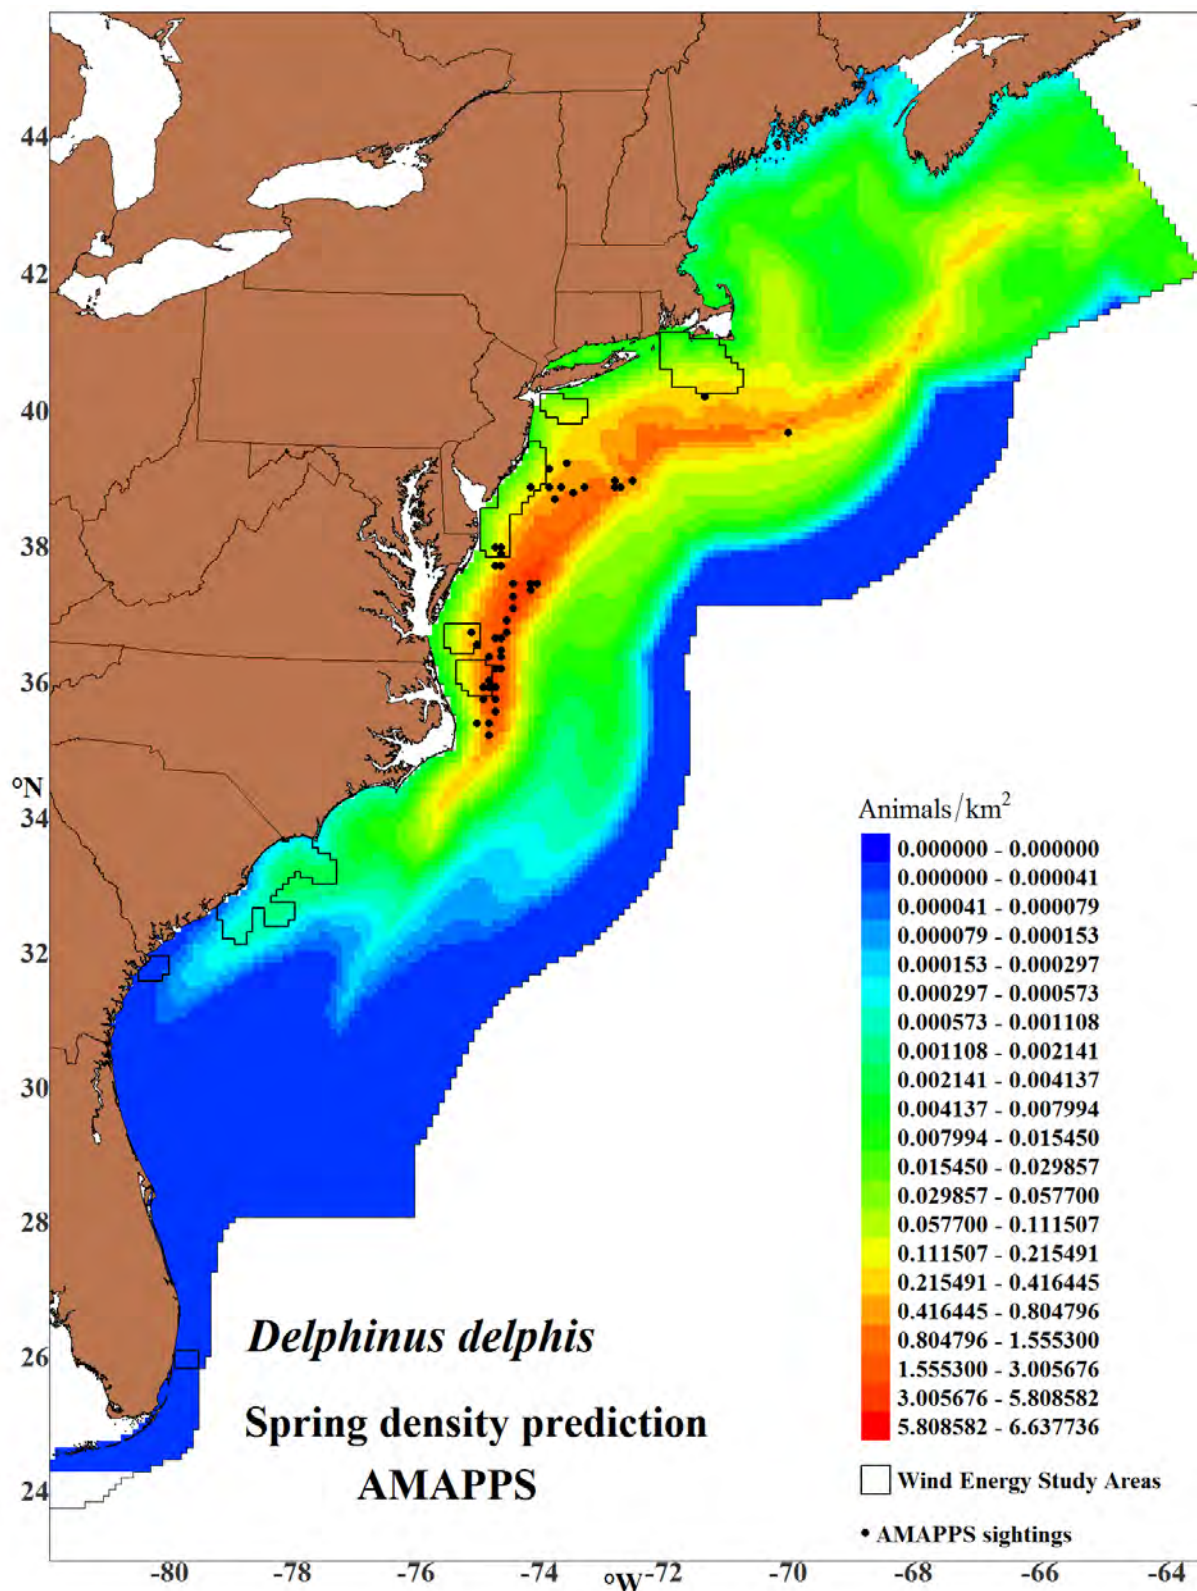 44
42
40
38
36
°N
34
32
30
28
26
24
Animals/km²
0.000000 - 0.000000
0.000000 - 0.000041
0.000041 - 0.000079
0.000079 - 0.000153
0.000153 - 0.000297
0.000297 - 0.000573
0.000573 - 0.001108
0.001108 - 0.002141
0.002141 - 0.004137
0.004137 - 0.007994
0.007994 - 0.015450
0.015450 - 0.029857
0.029857 - 0.057700
0.057700 - 0.111507
0.111507 - 0.215491
0.215491 - 0.416445
0.416445 - 0.804796
0.804796 - 1.555300
1.555300 - 3.005676
3.005676 - 5.808582
5.808582 - 6.637736
Wind Energy Study Areas
AMAPPS sightings
Delphinus delphis
Spring density prediction
AMAPPS
-80 -78 -76 -74 -72 -70 -68 -66 -64
°W